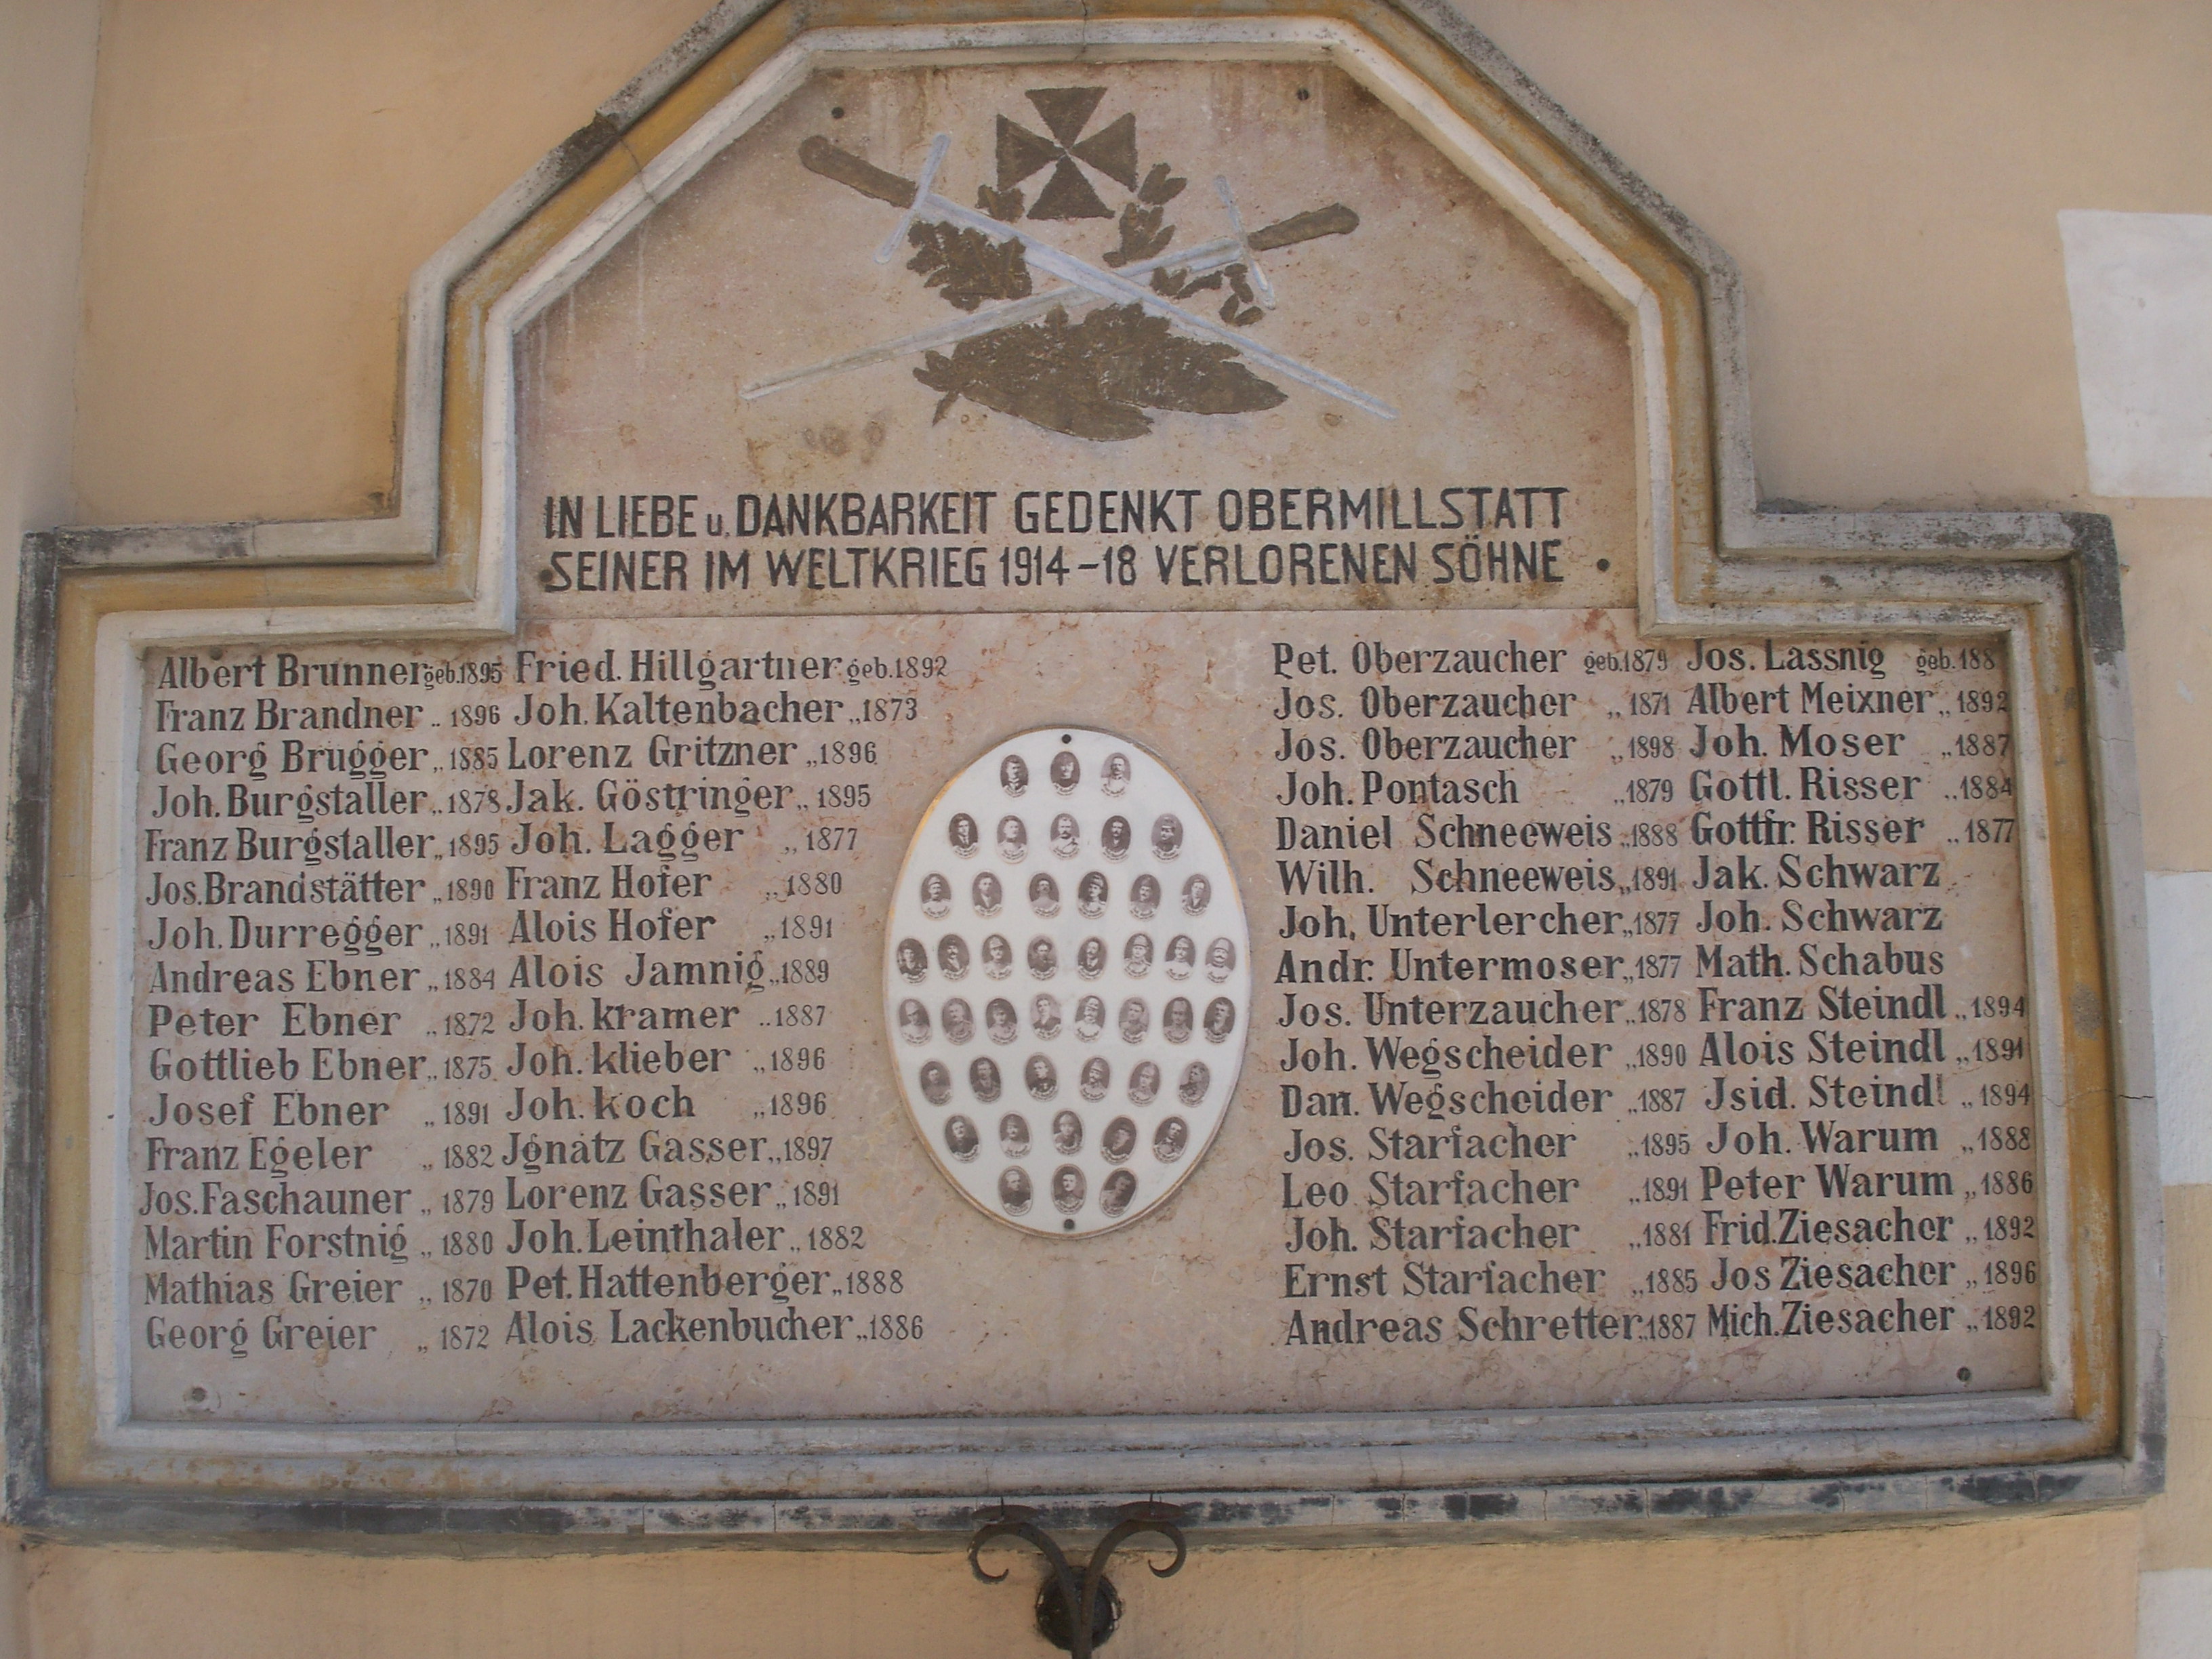 IN LIEBE u. DANKBARKEIT GEDENKT OBERMILLSTATT
SEINER IM WELTKRIEG 1914–18 VERLORENEN SÖHNE
Albert Brunner geb. 1895
Franz Brandner „ 1896
Georg Brugger „ 1885
Joh. Burgstaller „ 1878
Franz Burgstaller „ 1895
Jos. Brandstätter „ 1890
Joh. Durregger „ 1891
Andreas Ebner „ 1884
Peter Ebner „ 1872
Gottlieb Ebner „ 1875
Josef Ebner „ 1891
Franz Egeler „ 1882
Jos. Faschauner „ 1879
Martin Forstnig „ 1880
Mathias Greier „ 1870
Georg Greier „ 1872
Fried. Hillgartner geb. 1892
Joh. Kaltenbacher „ 1873
Lorenz Gritzner „ 1896
Jak. Göstringer „ 1895
Joh. Lagger „ 1877
Franz Hofer „ 1880
Alois Hofer „ 1891
Alois Jamnig „ 1889
Joh. Kramer „ 1887
Joh. Klieber „ 1896
Joh. Koch „ 1896
Jgnatz Gasser „ 1897
Lorenz Gasser „ 1891
Joh. Leinthaler „ 1882
Pet. Hattenberger „ 1888
Alois Lackenbucher „ 1886
Pet. Oberzaucher geb. 1879
Jos. Oberzaucher „ 1871
Jos. Oberzaucher „ 1898
Joh. Pontasch „ 1879
Daniel Schneeweis „ 1888
Wilh. Schneeweis „ 1891
Joh. Unterlercher „ 1877
Andr. Untermoser „ 1877
Jos. Unterzaucher „ 1878
Joh. Wegscheider „ 1890
Dan. Wegscheider „ 1887
Jos. Starfacher „ 1895
Leo Starfacher „ 1891
Joh. Starfacher „ 1881
Ernst Starfacher „ 1885
Andreas Schretter „ 1887
Jos. Lassnig geb.
Albert Meixner „ 1892
Joh. Moser „ 1887
Gottl. Risser „ 1884
Gottfr. Risser „ 1877
Jak. Schwarz
Joh. Schwarz
Math. Schabus
Franz Steindl „ 1894
Alois Steindl „ 1891
Jsid. Steindl „ 1894
Joh. Warum „ 1888
Peter Warum „ 1886
Frid. Ziesacher „ 1892
Jos Ziesacher „ 1896
Mich. Ziesacher „ 1892